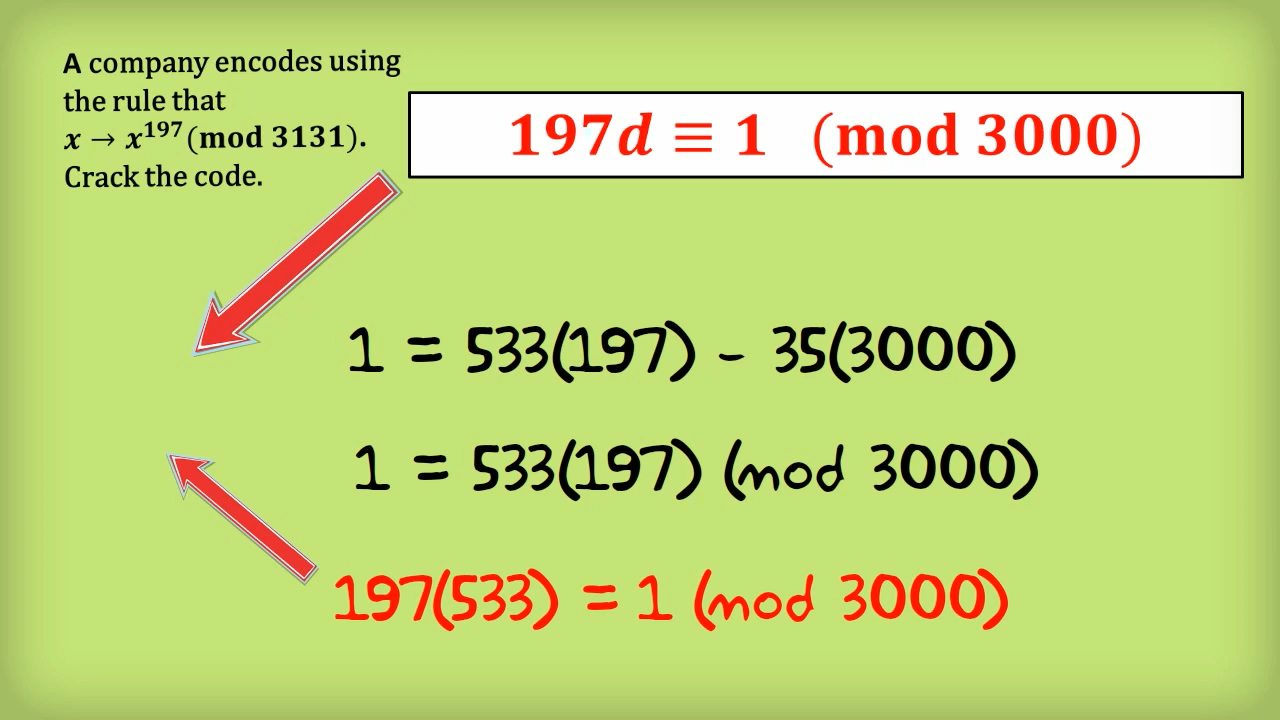 A company encodes using
the rule that
x → x¹⁹⁷(mod 3131).
Crack the code.
197d ≡ 1 (mod 3000)
1 = 533(197) - 35(3000)
1 = 533(197) (mod 3000)
197(533) = 1 (mod 3000)